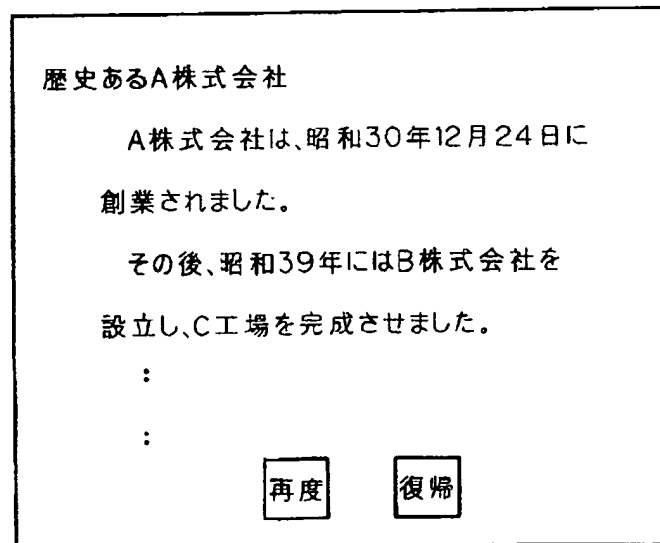 歴史あるA株式会社
A株式会社は、昭和30年12月24日に
創業されました。
その後、昭和39年にはB株式会社を
設立し、C工場を完成させました。
:
:
再度 復帰